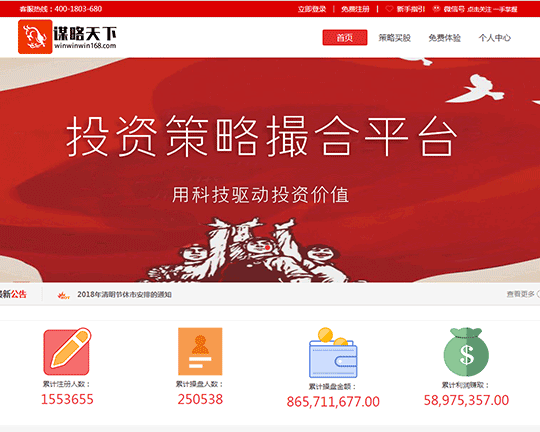 客服热线：400-1803-680
立即登录 | 免费注册 | 新手指引 微信号 点击关注 一手掌握
谋略天下
winwinwin168.com
首页 策略买股 免费体验 个人中心
投资策略撮合平台
用科技驱动投资价值
最新公告 2018年清明节休市安排的通知 查看更多
累计注册人数： 累计操盘人数： 累计操盘金额： 累计利润赚取：
1553655 250538 865,711,677.00 58,975,357.00